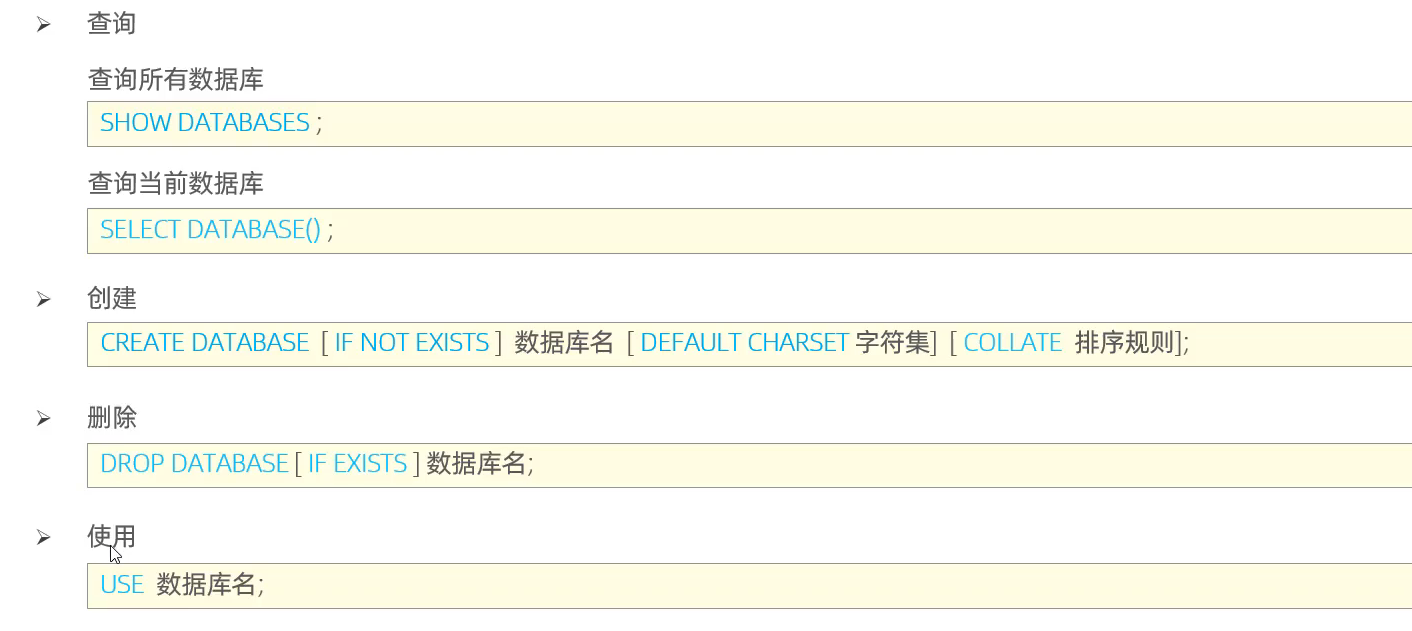 查询
查询所有数据库
SHOW DATABASES ;
查询当前数据库
SELECT DATABASE() ;
创建
CREATE DATABASE [ IF NOT EXISTS ] 数据库名 [ DEFAULT CHARSET 字符集] [ COLLATE 排序规则];
删除
DROP DATABASE [ IF EXISTS ] 数据库名;
使用
USE 数据库名;